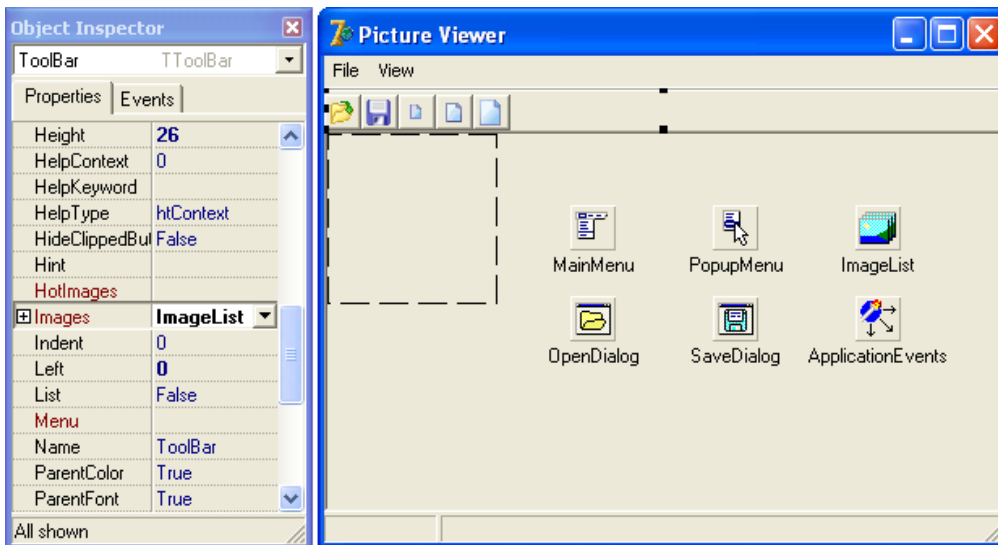 Object Inspector
ToolBar TToolBar
Properties Events
Height 26
HelpContext 0
HelpKeyword
HelpType htContext
HideClippedBu False
Hint
HotImages
Images ImageList
Indent 0
Left 0
List False
Menu
Name ToolBar
ParentColor True
ParentFont True
All shown
Picture Viewer
File View
MainMenu PopupMenu ImageList
OpenDialog SaveDialog ApplicationEvents